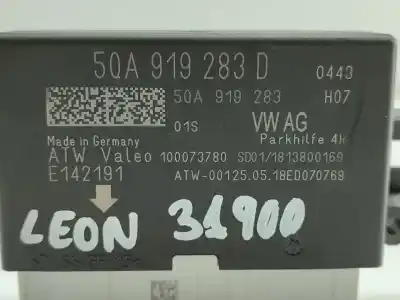 5QA 919 283 D 0443
5QA 919 283 H07
01S VW AG
Made in Germany Parkhilfe 4K
ATW Valeo 100073780 SD01/1813800169
E142191 ATW-00125.05.18ED070769
LEON 31900